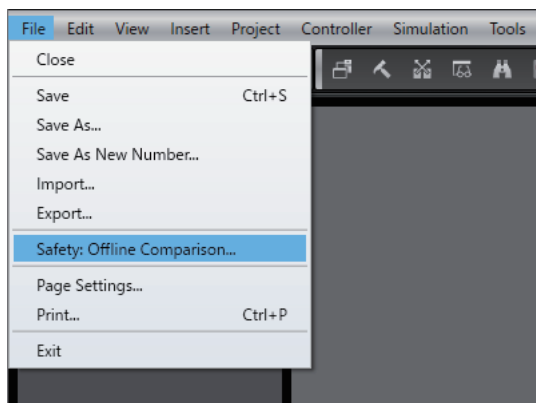 File Edit View Insert Project Controller Simulation Tools
Close
Save Ctrl+S
Save As...
Save As New Number...
Import...
Export...
Safety: Offline Comparison...
Page Settings...
Print... Ctrl+P
Exit